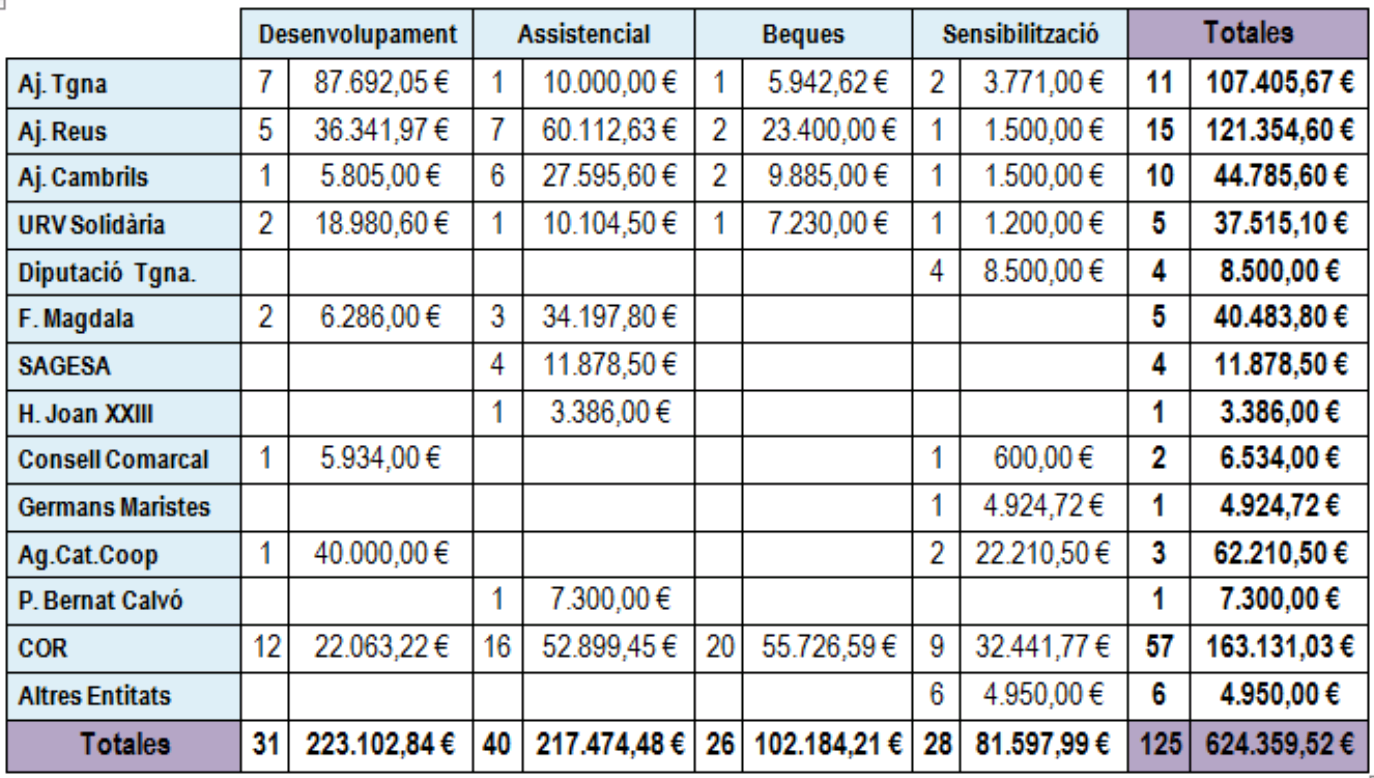 Desenvolupament Assistencial Beques Sensibilització Totales
Aj. Tgna 7 87.692,05 € 1 10.000,00 € 1 5.942,62 € 2 3.771,00 € 11 107.405,67 €
Aj. Reus 5 36.341,97 € 7 60.112,63 € 2 23.400,00 € 1 1.500,00 € 15 121.354,60 €
Aj. Cambrils 1 5.805,00 € 6 27.595,60 € 2 9.885,00 € 1 1.500,00 € 10 44.785,60 €
URV Solidària 2 18.980,60 € 1 10.104,50 € 1 7.230,00 € 1 1.200,00 € 5 37.515,10 €
Diputació Tgna. 4 8.500,00 € 4 8.500,00 €
F. Magdala 2 6.286,00 € 3 34.197,80 € 5 40.483,80 €
SAGESA 4 11.878,50 € 4 11.878,50 €
H. Joan XXIII 1 3.386,00 € 1 3.386,00 €
Consell Comarcal 1 5.934,00 € 1 600,00 € 2 6.534,00 €
Germans Maristes 1 4.924,72 € 1 4.924,72 €
Ag.Cat.Coop 1 40.000,00 € 2 22.210,50 € 3 62.210,50 €
P. Bernat Calvó 1 7.300,00 € 1 7.300,00 €
COR 12 22.063,22 € 16 52.899,45 € 20 55.726,59 € 9 32.441,77 € 57 163.131,03 €
Altres Entitats 6 4.950,00 € 6 4.950,00 €
Totales 31 223.102,84 € 40 217.474,48 € 26 102.184,21 € 28 81.597,99 € 125 624.359,52 €